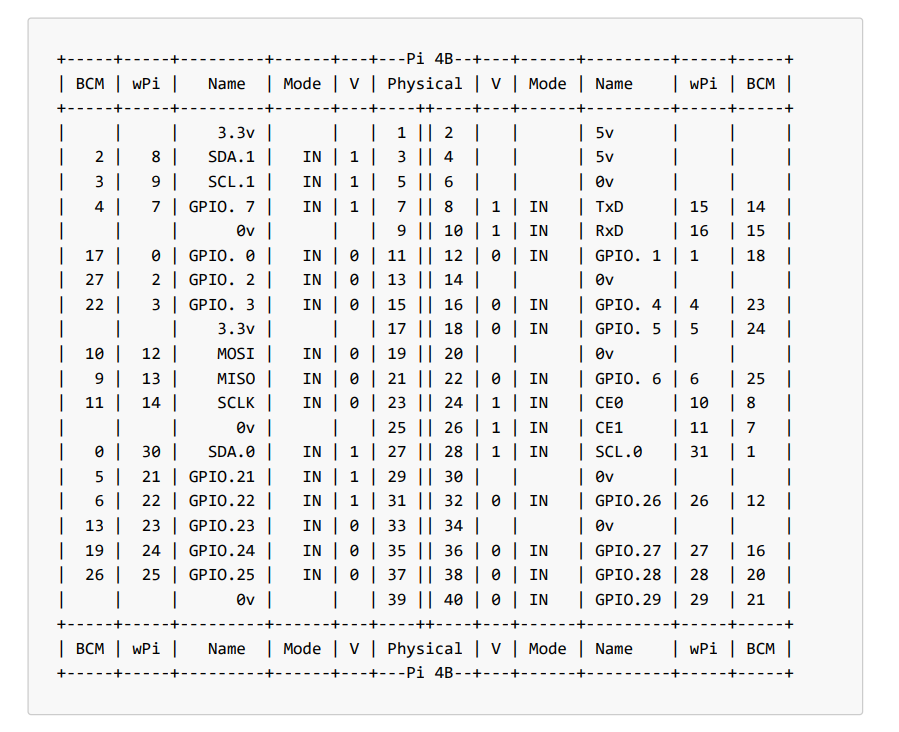 +-----+-----+---------+------+---+---Pi 4B--+---+------+---------+-----+-----+
| BCM | wPi |   Name  | Mode | V | Physical | V | Mode | Name    | wPi | BCM |
+-----+-----+---------+------+---+----++----+---+------+---------+-----+-----+
|     |     |    3.3v |      |   |  1 || 2  |   |      | 5v      |     |     |
|   2 |   8 |   SDA.1 |   IN | 1 |  3 || 4  |   |      | 5v      |     |     |
|   3 |   9 |   SCL.1 |   IN | 1 |  5 || 6  |   |      | 0v      |     |     |
|   4 |   7 | GPIO. 7 |   IN | 1 |  7 || 8  | 1 | IN   | TxD     | 15  | 14  |
|     |     |      0v |      |   |  9 || 10 | 1 | IN   | RxD     | 16  | 15  |
|  17 |   0 | GPIO. 0 |   IN | 0 | 11 || 12 | 0 | IN   | GPIO. 1 | 1   | 18  |
|  27 |   2 | GPIO. 2 |   IN | 0 | 13 || 14 |   |      | 0v      |     |     |
|  22 |   3 | GPIO. 3 |   IN | 0 | 15 || 16 | 0 | IN   | GPIO. 4 | 4   | 23  |
|     |     |    3.3v |      |   | 17 || 18 | 0 | IN   | GPIO. 5 | 5   | 24  |
|  10 |  12 |    MOSI |   IN | 0 | 19 || 20 |   |      | 0v      |     |     |
|   9 |  13 |    MISO |   IN | 0 | 21 || 22 | 0 | IN   | GPIO. 6 | 6   | 25  |
|  11 |  14 |    SCLK |   IN | 0 | 23 || 24 | 1 | IN   | CE0     | 10  | 8   |
|     |     |      0v |      |   | 25 || 26 | 1 | IN   | CE1     | 11  | 7   |
|   0 |  30 |   SDA.0 |   IN | 1 | 27 || 28 | 1 | IN   | SCL.0   | 31  | 1   |
|   5 |  21 | GPIO.21 |   IN | 1 | 29 || 30 |   |      | 0v      |     |     |
|   6 |  22 | GPIO.22 |   IN | 1 | 31 || 32 | 0 | IN   | GPIO.26 | 26  | 12  |
|  13 |  23 | GPIO.23 |   IN | 0 | 33 || 34 |   |      | 0v      |     |     |
|  19 |  24 | GPIO.24 |   IN | 0 | 35 || 36 | 0 | IN   | GPIO.27 | 27  | 16  |
|  26 |  25 | GPIO.25 |   IN | 0 | 37 || 38 | 0 | IN   | GPIO.28 | 28  | 20  |
|     |     |      0v |      |   | 39 || 40 | 0 | IN   | GPIO.29 | 29  | 21  |
+-----+-----+---------+------+---+----++----+---+------+---------+-----+-----+
| BCM | wPi |   Name  | Mode | V | Physical | V | Mode | Name    | wPi | BCM |
+-----+-----+---------+------+---+---Pi 4B--+---+------+---------+-----+-----+